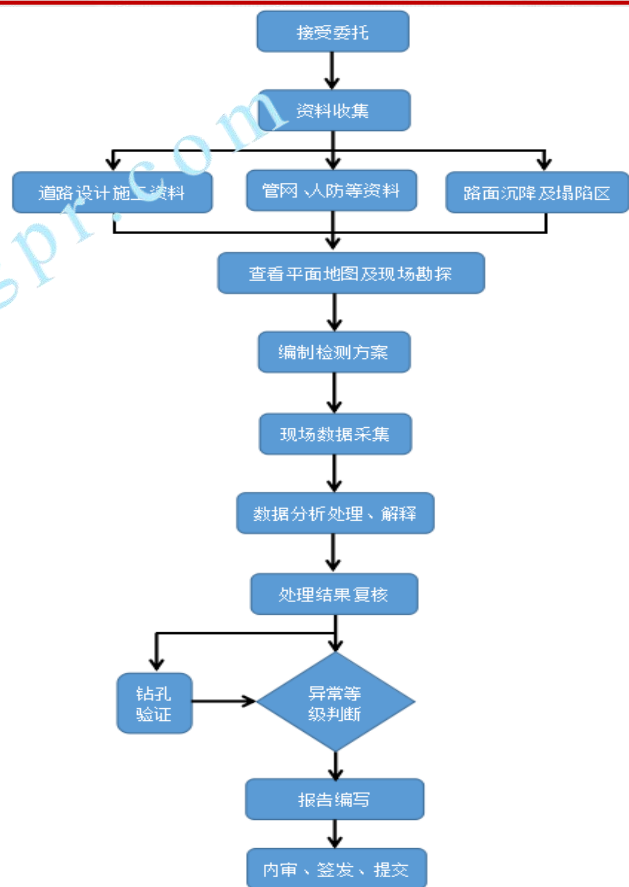 接受委托
资料收集
道路设计施工资料
管网、人防等资料
路面沉降及塌陷区
查看平面地图及现场勘探
编制检测方案
现场数据采集
数据分析处理、解释
处理结果复核
钻孔
验证
异常等
级判断
报告编写
内审、签发、提交
gpr.com